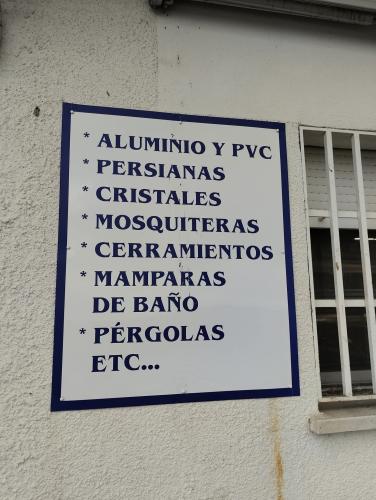 * ALUMINIO Y PVC
* PERSIANAS
* CRISTALES
* MOSQUITERAS
* CERRAMIENTOS
* MAMPARAS
DE BAÑO
* PÉRGOLAS
ETC...